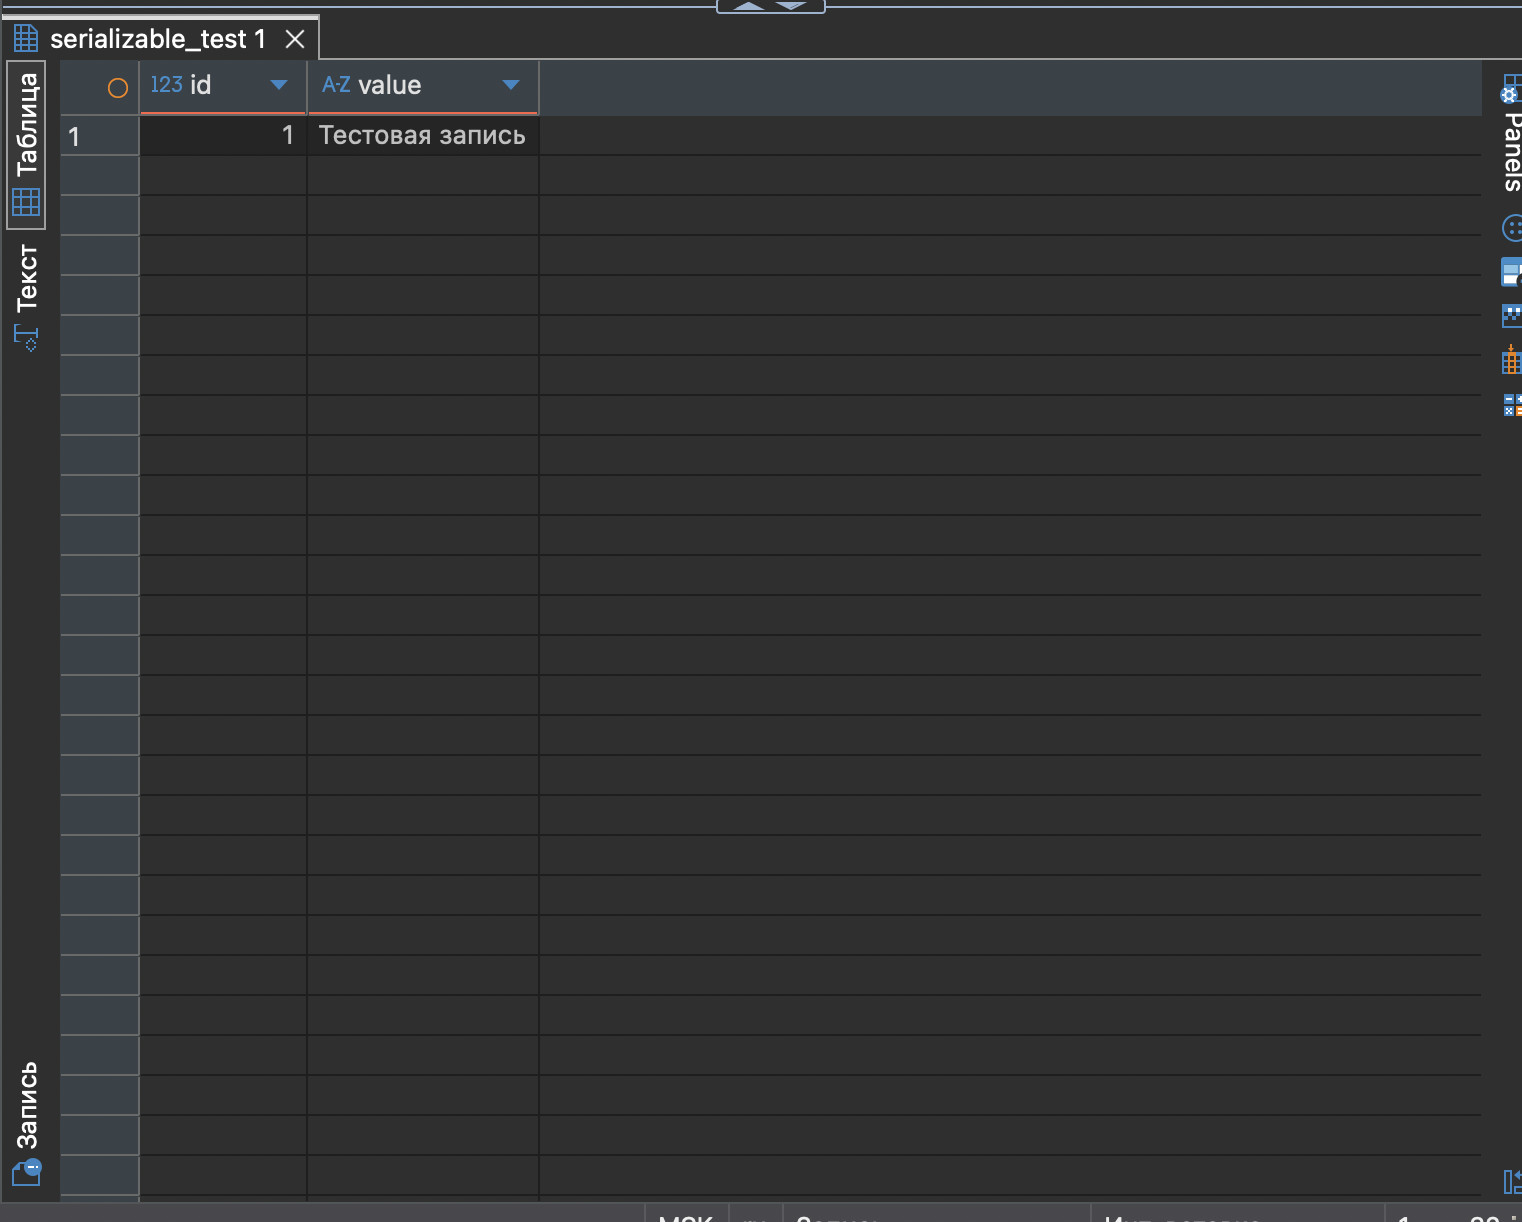 serializable_test 1
123 id
A-Z value
1
1
Тестовая запись
Таблица
Текст
Запись
Panels